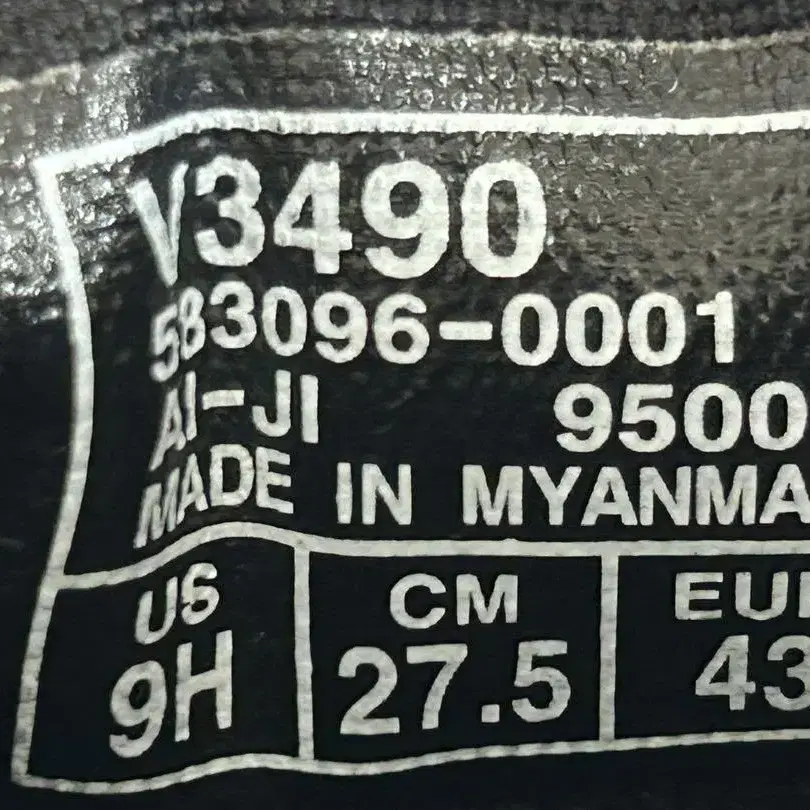 V3490
583096-0001
AI-JI 9500
MADE IN MYANMA
US CM EU
9H 27.5 43